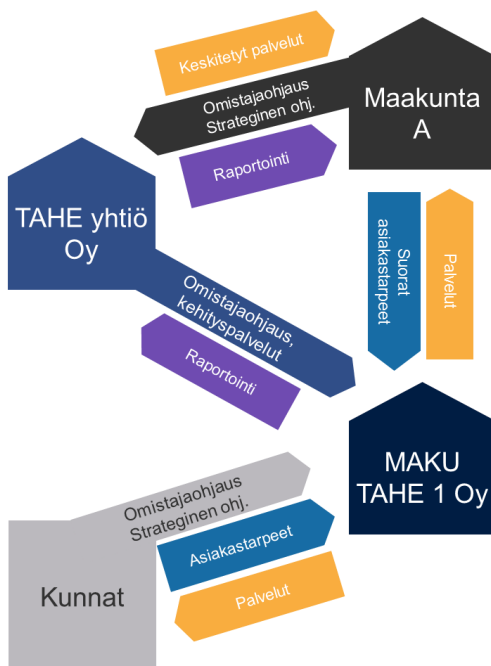 Keskitetyt palvelut
Omistajaohjaus
Strateginen ohj.
Raportointi
Maakunta
A
TAHE yhtiö
Oy
Omistajaohjaus,
kehityspalvelut
Raportointi
Suorat
asiakastarpeet
Palvelut
MAKU
TAHE 1 Oy
Omistajaohjaus
Strateginen ohj.
Asiakastarpeet
Palvelut
Kunnat